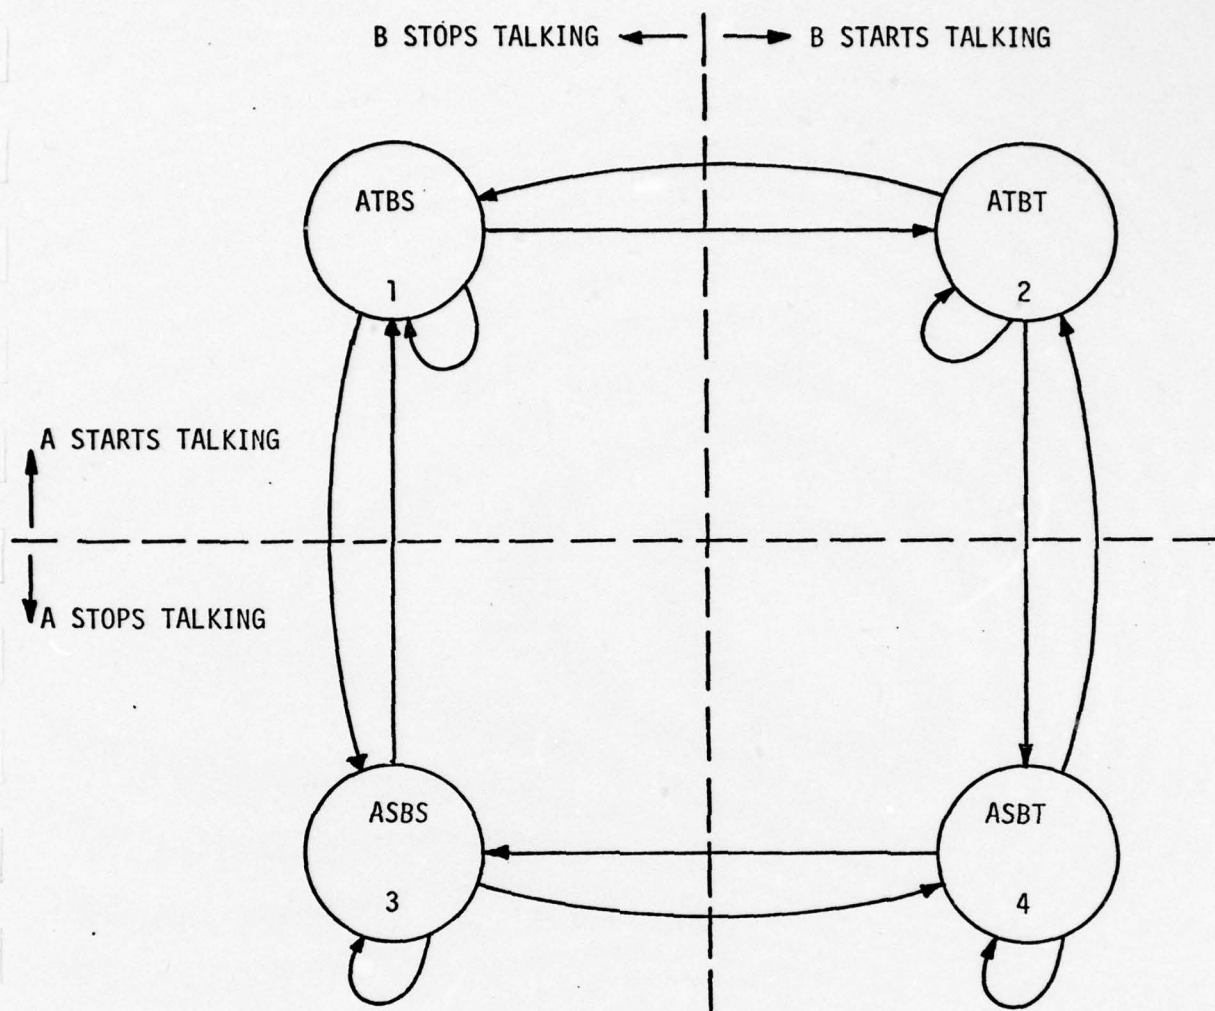 B STOPS TALKING
B STARTS TALKING
ATBS
1
ATBT
2
A STARTS TALKING
A STOPS TALKING
ASBS
3
ASBT
4